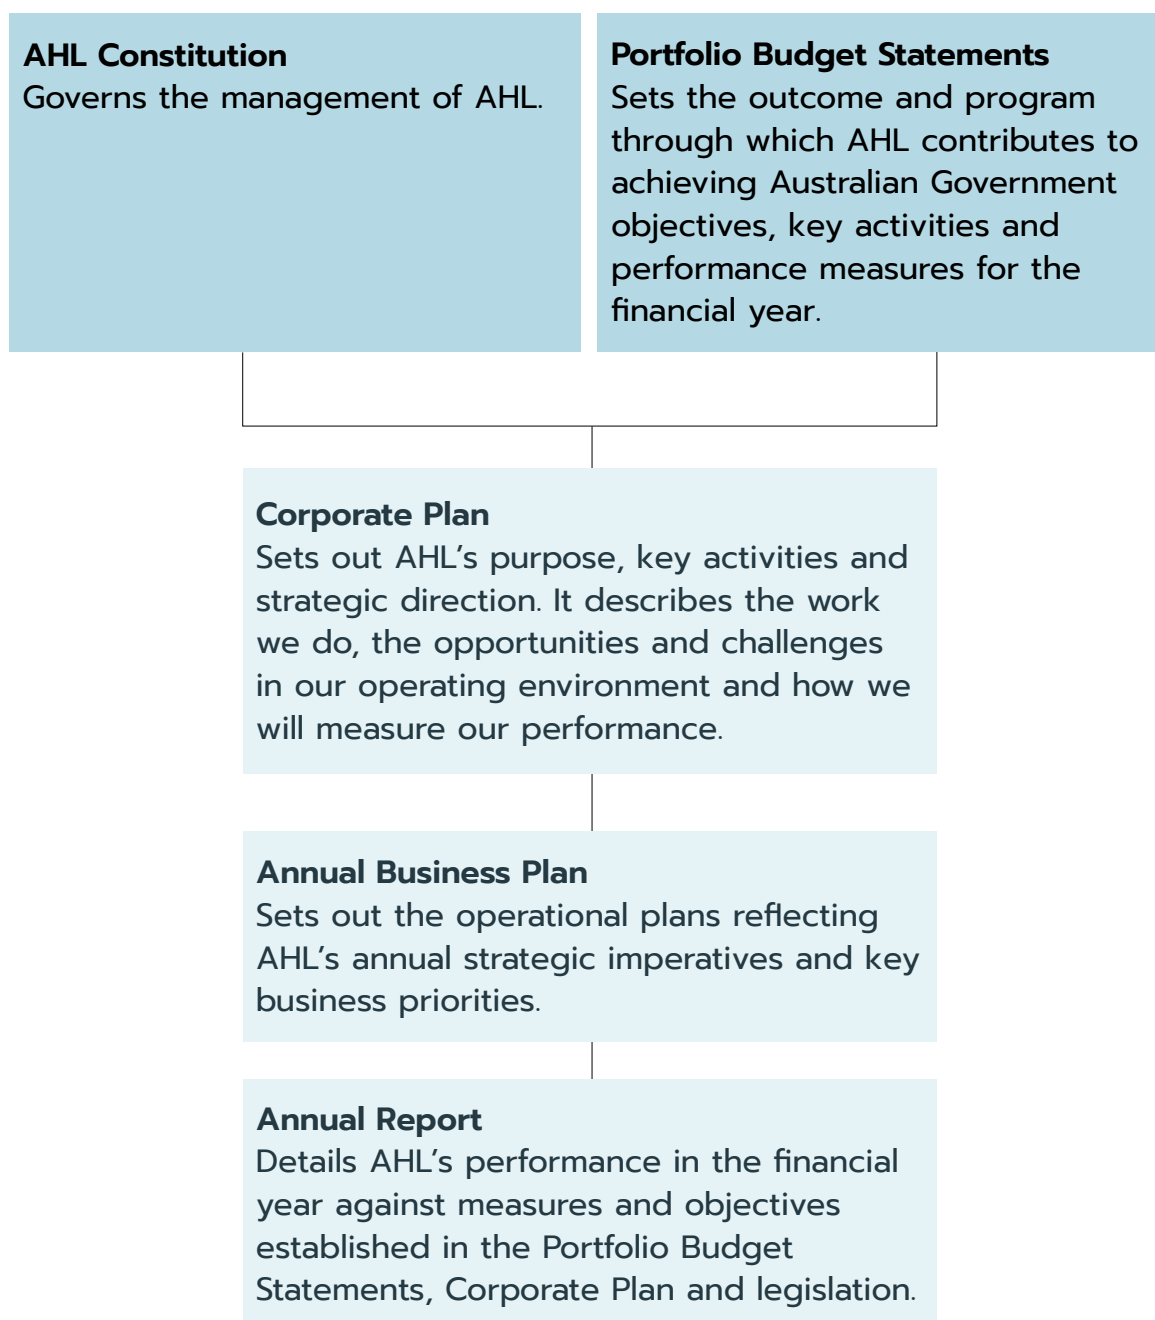 AHL Constitution
Governs the management of AHL.
Portfolio Budget Statements
Sets the outcome and program
through which AHL contributes to
achieving Australian Government
objectives, key activities and
performance measures for the
financial year.
Corporate Plan
Sets out AHL’s purpose, key activities and
strategic direction. It describes the work
we do, the opportunities and challenges
in our operating environment and how we
will measure our performance.
Annual Business Plan
Sets out the operational plans reflecting
AHL’s annual strategic imperatives and key
business priorities.
Annual Report
Details AHL’s performance in the financial
year against measures and objectives
established in the Portfolio Budget
Statements, Corporate Plan and legislation.